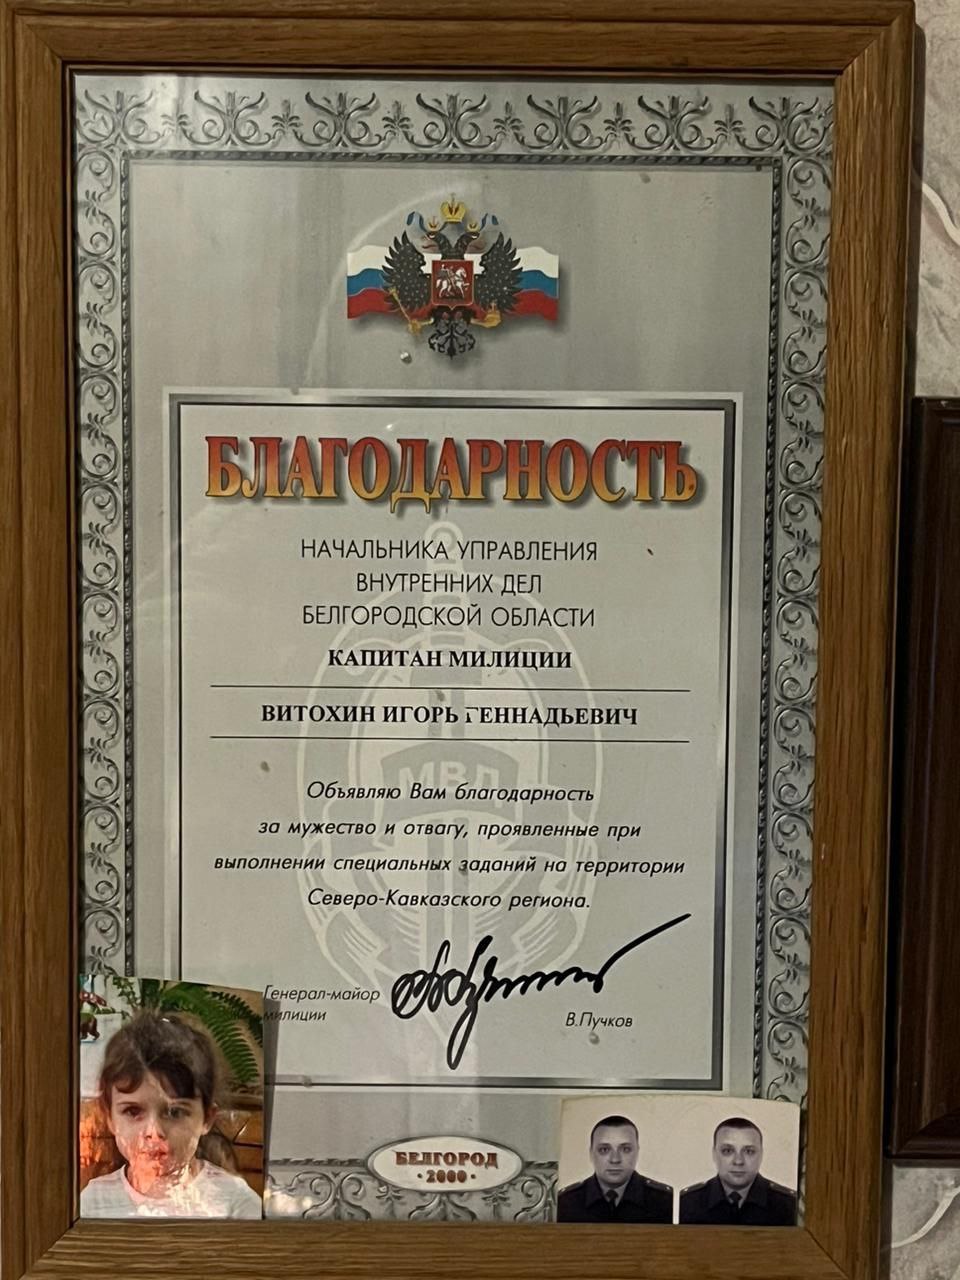 БЛАГОДАРНОСТЬ
НАЧАЛЬНИКА УПРАВЛЕНИЯ
ВНУТРЕННИХ ДЕЛ
БЕЛГОРОДСКОЙ ОБЛАСТИ
КАПИТАН МИЛИЦИИ
ВИТОХИН ИГОРЬ ГЕННАДЬЕВИЧ
МВД
Объявляю Вам благодарность
за мужество и отвагу, проявленные при
выполнении специальных заданий на территории
Северо-Кавказского региона.
Генерал-майор
милиции
В.Пучков
БЕЛГОРОД
· 2000 ·